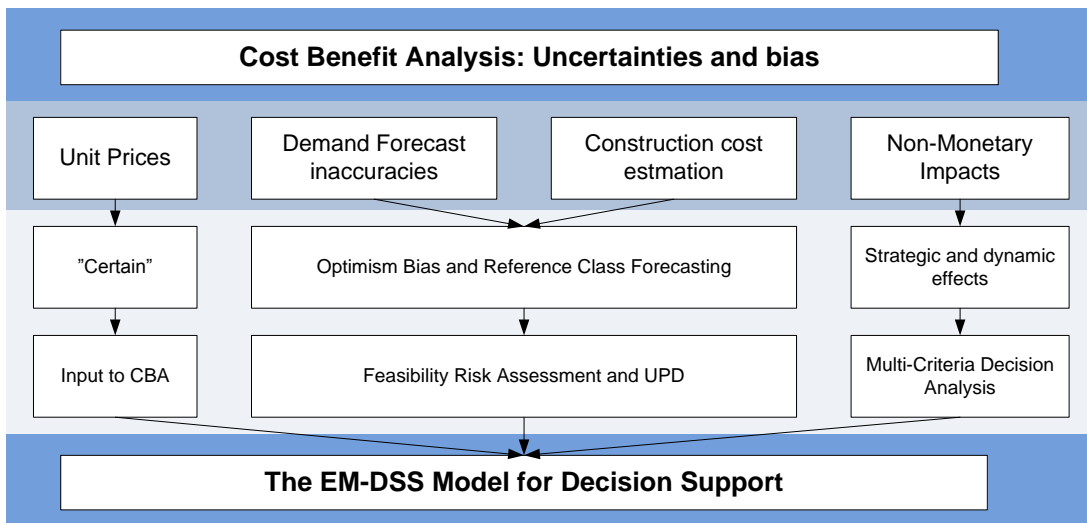 Cost Benefit Analysis: Uncertainties and bias
Unit Prices
Demand Forecast
inaccuracies
Construction cost
estmation
Non-Monetary
Impacts
”Certain”
Optimism Bias and Reference Class Forecasting
Strategic and dynamic
effects
Input to CBA
Feasibility Risk Assessment and UPD
Multi-Criteria Decision
Analysis
The EM-DSS Model for Decision Support